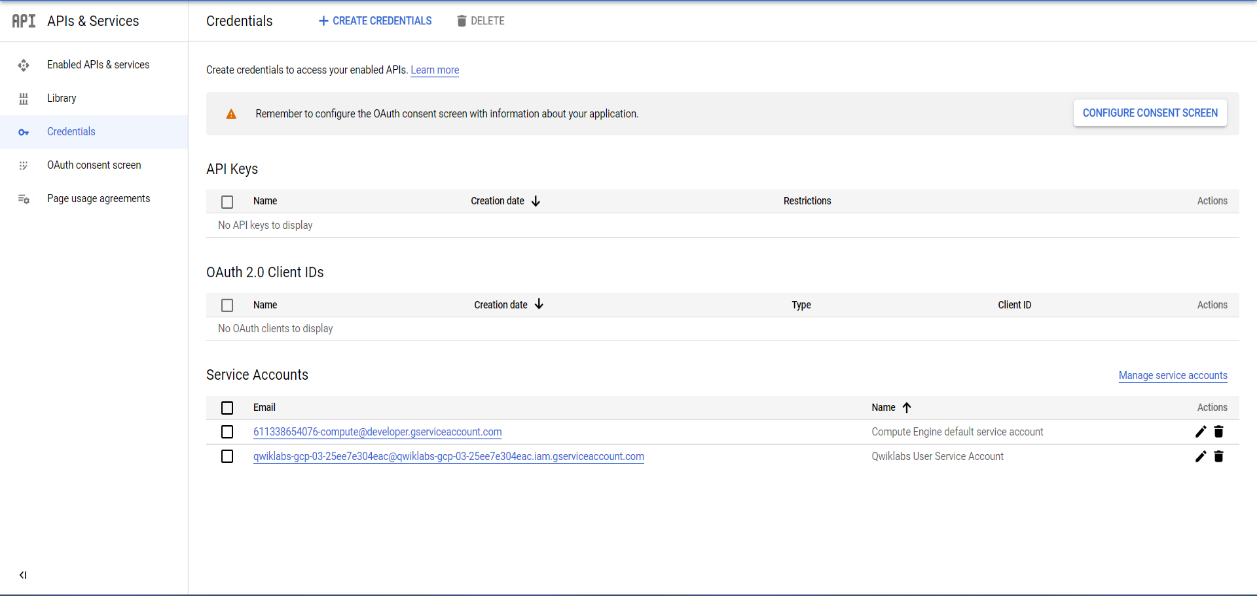 API APIs & Services
Credentials
CREATE CREDENTIALS
DELETE
Enabled APIs & services
Library
Credentials
OAuth consent screen
Page usage agreements
Create credentials to access your enabled APIs. Learn more
Remember to configure the OAuth consent screen with information about your application.
CONFIGURE CONSENT SCREEN
API Keys
Name Creation date Restrictions Actions
No API keys to display
OAuth 2.0 Client IDs
Name Creation date Type Client ID Actions
No OAuth clients to display
Service Accounts Manage service accounts
Email Name Actions
611338654076-compute@developer.gserviceaccount.com Compute Engine default service account
qwiklabs-gcp-03-25ee7e304eac@qwiklabs-gcp-03-25ee7e304eac.iam.gserviceaccount.com Qwiklabs User Service Account